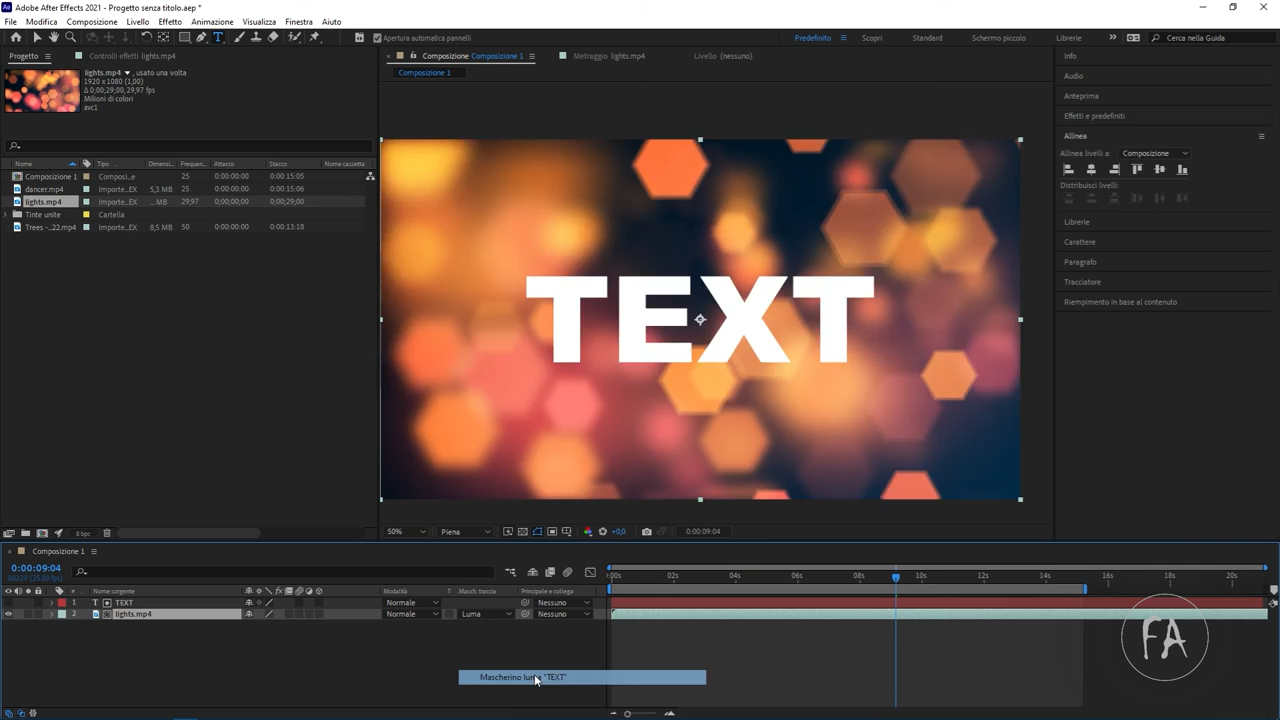 Adobe After Effects 2021 - Progetto senza titolo.aep *
File Modifica Composizione Livello Effetto Animazione Visualizza Finestra Aiuto
Apertura automatica pannelli
Predefinito Scopri Standard Schermo piccolo Librerie Cerca nella Guida
Progetto Controlli effetti lights.mp4
Composizione Composizione 1 Metraggio lights.mp4 Livello (nessuno)
Composizione 1
lights.mp4 , usato una volta
1920 x 1080 (1,00)
Δ 0;00;29;00, 29,97 fps
Milioni di colori
avc1
Nome Tipo Dimensi... Frequen... Attacco Stacco Nome cassetta
Composizione 1 Composi...e 25 0:00:00:00 0:00:15:05
dancer.mp4 Importe...EX 5,3 MB 25 0:00:00:00 0:00:15:06
lights.mp4 Importe...EX ... MB 29,97 0;00;00;00 0;00;29;00
Tinte unite Cartella
Trees -...22.mp4 Importe...EX 8,5 MB 50 0:00:00:00 0:00:13:18
8 bpc
TEXT
50% Piena +0,0 0:00:09:04
Info
Audio
Anteprima
Effetti e predefiniti
Allinea
Allinea livelli a: Composizione
Distribuisci livelli:
Librerie
Carattere
Paragrafo
Tracciatore
Riempimento in base al contenuto
Composizione 1
0:00:09:04
00229 (25.00 fps)
# Nome sorgente Modalità T Masch. traccia Principale e collega
1 T TEXT Normale Nessuno
2 lights.mp4 Normale Luma Nessuno
:00s 02s 04s 06s 08s 10s 12s 14s 16s 18s 20s
Mascherino luma "TEXT"
FA